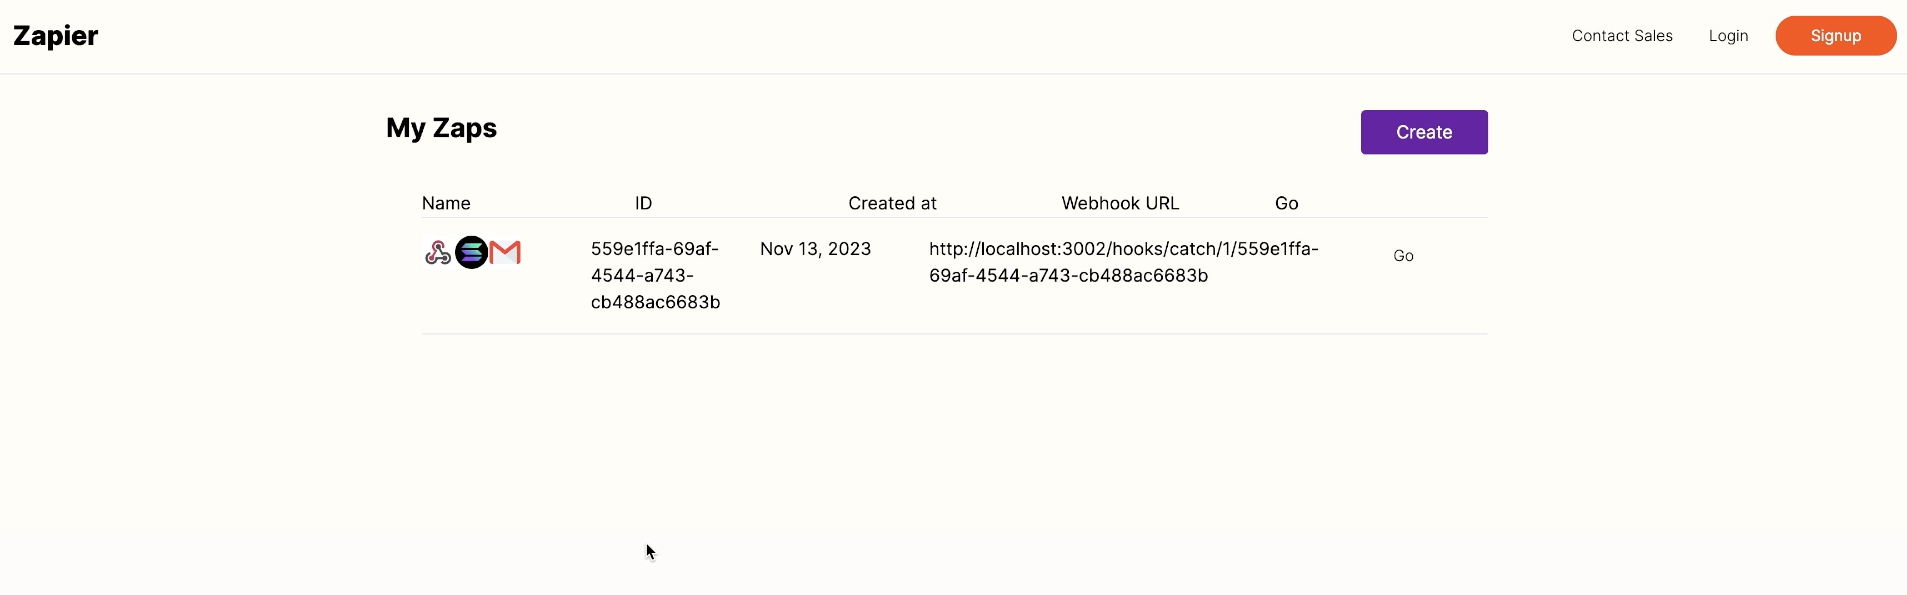 Zapier
Contact Sales
Login
Signup
My Zaps
Create
Name
ID
Created at
Webhook URL
Go
559e1ffa-69af-
4544-a743-
cb488ac6683b
Nov 13, 2023
http://localhost:3002/hooks/catch/1/559e1ffa-
69af-4544-a743-cb488ac6683b
Go